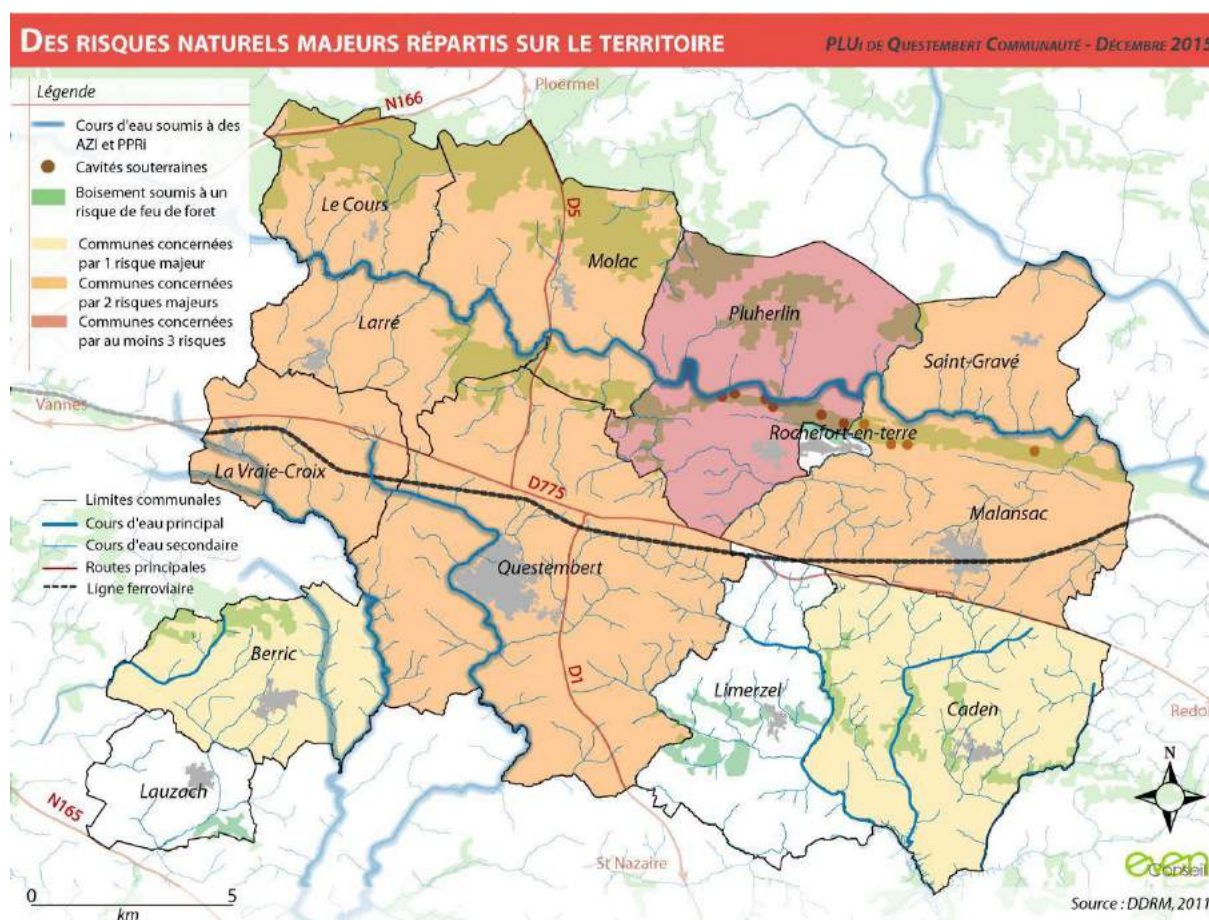 DES RISQUES NATURELS MAJEURS RÉPARTIS SUR LE TERRITOIRE
PLUi DE QUESTEMBERT COMMUNAUTÉ - DÉCEMBRE 2015
Légende
Cours d'eau soumis à des
AZI et PPRi
Cavités souterraines
Boisement soumis à un
risque de feu de foret
Communes concernées
par 1 risque majeur
Communes concernées
par 2 risques majeurs
Communes concernées
par au moins 3 risques
Ploërmel
N166
Le Cours
D5
Molac
Larré
Pluherlin
Saint-Gravé
Vannes
Rochefort-en-terre
La Vraie-Croix
D775
Malansac
Limites communales
Cours d'eau principal
Cours d'eau secondaire
Routes principales
Ligne ferroviaire
Questembert
Berric
D1
Limerzel
Caden
Redon
Lauzach
N165
St Nazaire
N
0 5
km
even
Conseil
Source : DDRM, 2011